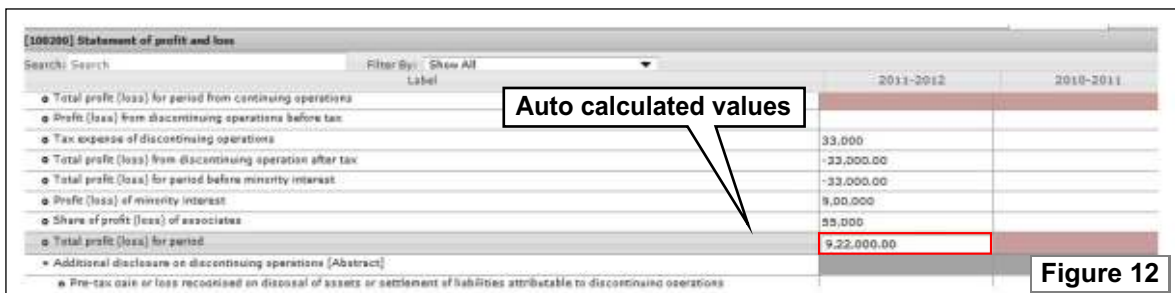 [100200] Statement of profit and loss
Search: Search Filter By: Show All
Label 2011-2012 2010-2011
Total profit (loss) for period from continuing operations
Profit (loss) from discontinuing operations before tax
Auto calculated values
Tax expense of discontinuing operations 33,000
Total profit (loss) from discontinuing operation after tax -33,000.00
Total profit (loss) for period before minority interest -33,000.00
Profit (loss) of minority interest 9,00,000
Share of profit (loss) of associates 55,000
Total profit (loss) for period 9,22,000.00
Additional disclosure on discontinuing operations [Abstract]
Pre-tax gain or loss recognised on disposal of assets or settlement of liabilities attributable to discontinuing operations
Figure 12